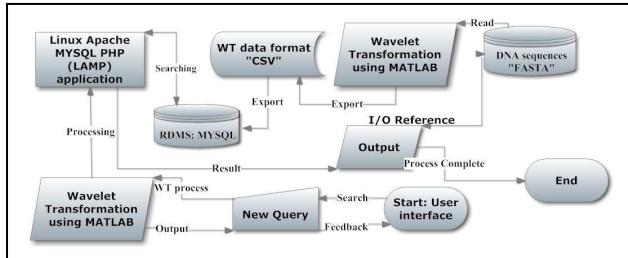 Linux Apache
MYSQL PHP
(LAMP)
application
Searching
WT data format
"CSV"
Wavelet
Transformation
using MATLAB
Read
DNA sequences
"FASTA"
Export
Export
RDMS: MYSQL
I/O Reference
Processing
Output
Result
Process Complete
End
Wavelet
Transformation
using MATLAB
WT process
New Query
Search
Start: User
interface
Output
Feedback